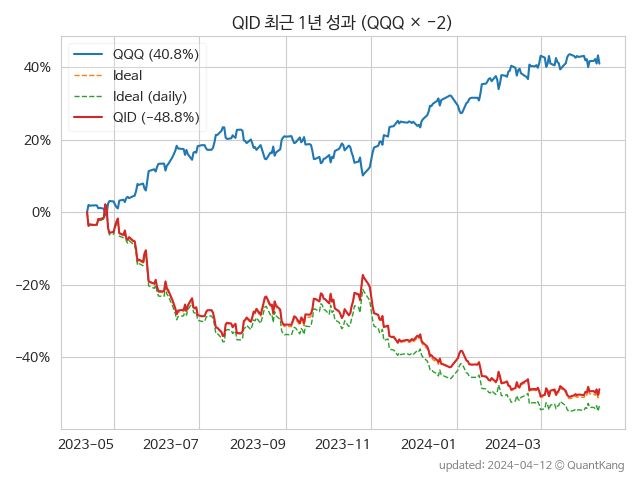 QID 최근 1년 성과 (QQQ × −2)
QQQ (40.8%)
Ideal
Ideal (daily)
QID (−48.8%)
40%
20%
0%
−20%
−40%
2023-05 2023-07 2023-09 2023-11 2024-01 2024-03
updated: 2024-04-12 © QuantKang